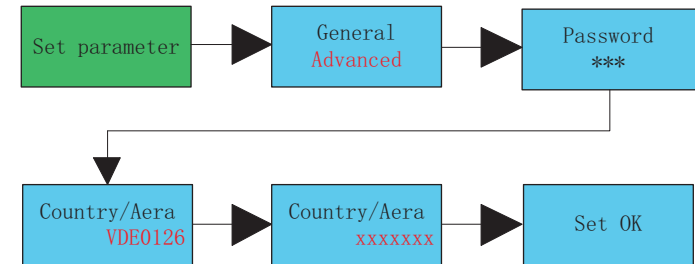 Set parameter
General
Advanced
Password
***
Country/Aera
VDE0126
Country/Aera
xxxxxxx
Set OK